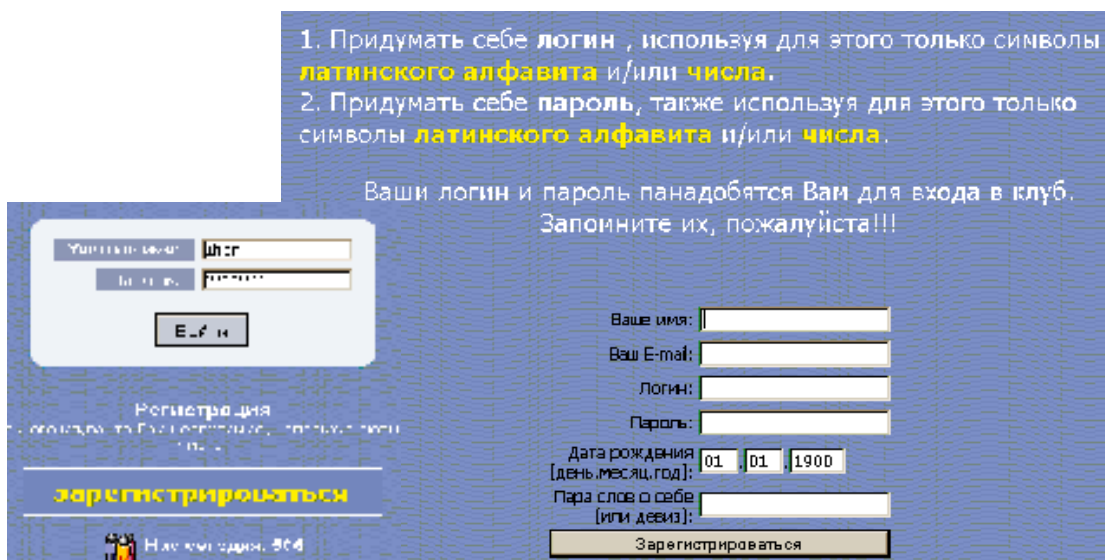 1. Придумать себе логин , используя для этого только символы
латинского алфавита и/или числа.
2. Придумать себе пароль, также используя для этого только
символы латинского алфавита и/или числа.
Ваши логин и пароль панадобятся Вам для входа в клуб.
Запомните их, пожалуйста!!!
Регистрация
зарегистрироваться
Нас сегодня:
Ваше имя:
Ваш E-mail:
Логин:
Пароль:
Дата рождения
[день.месяц.год]: 01 . 01 . 1900
Пара слов о себе
(или девиз):
Зарегистрироваться